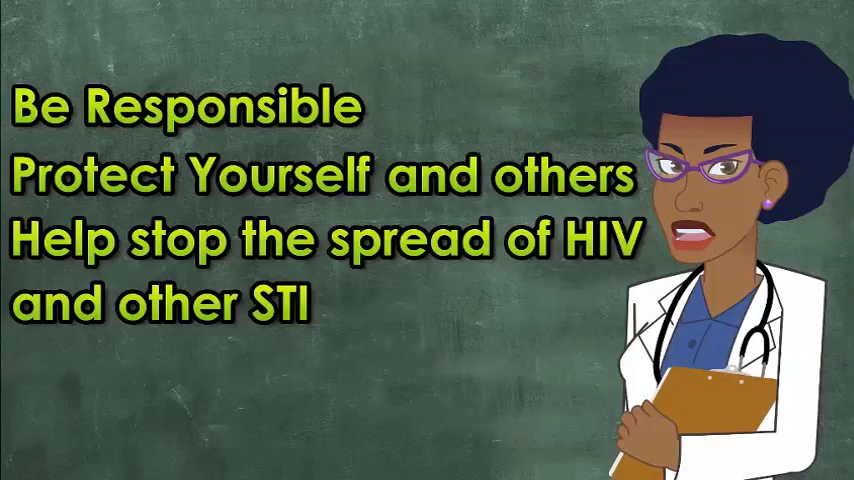 Be Responsible
Protect Yourself and others
Help stop the spread of HIV
and other STI